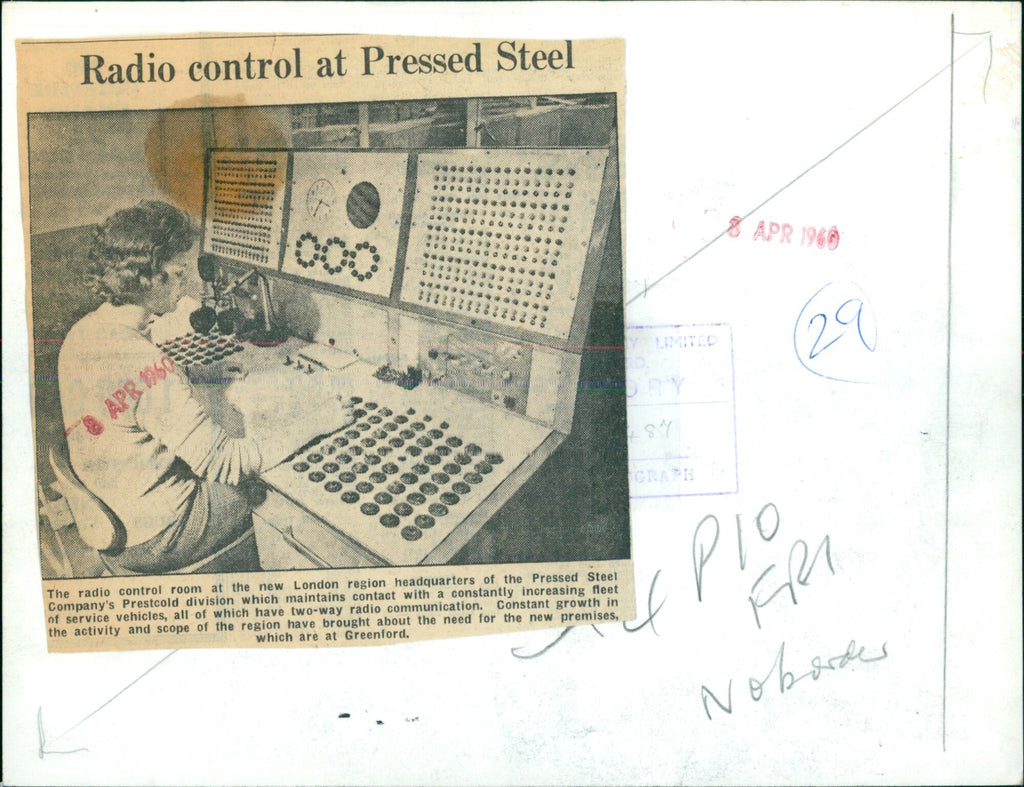 Radio control at Pressed Steel
8 APR 1960
29
Y LIMITED
RD.
ORY
487
GRAPH
8 APR 1960
The radio control room at the new London region headquarters of the Pressed Steel
Company's Prestcold division which maintains contact with a constantly increasing fleet
of service vehicles, all of which have two-way radio communication. Constant growth in
the activity and scope of the region have brought about the need for the new premises,
which are at Greenford.
P10
FRI
No border